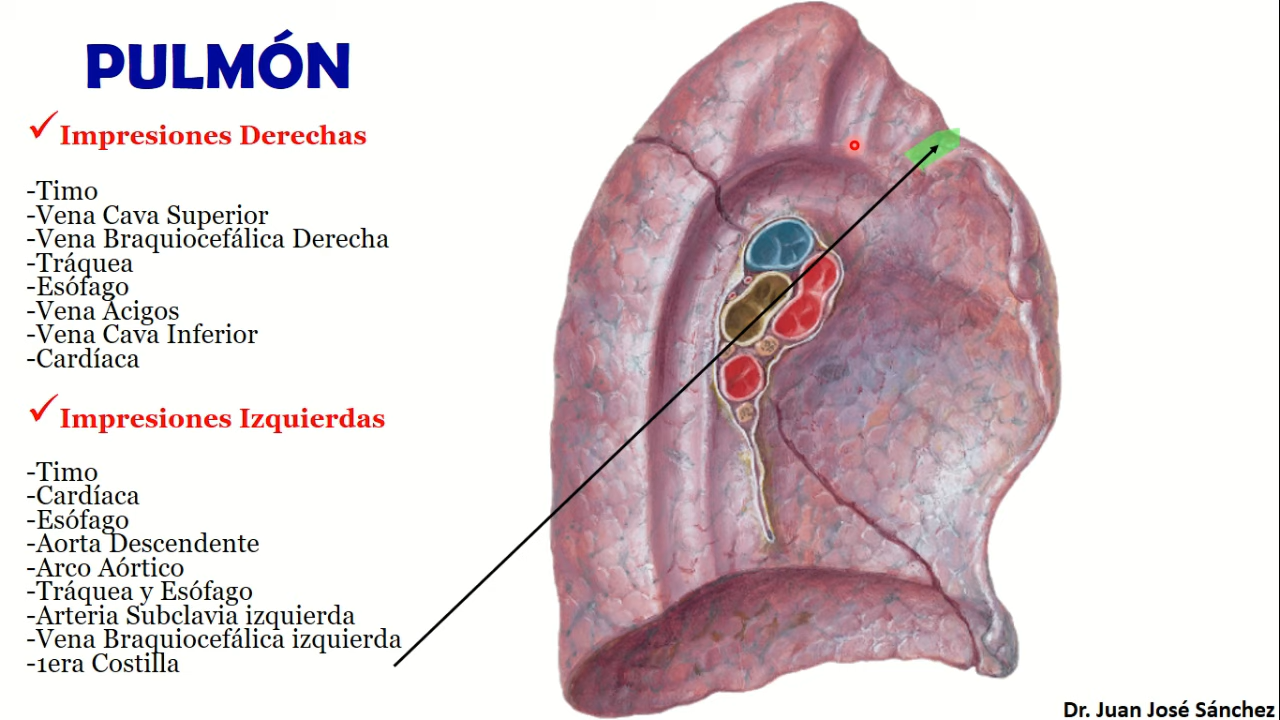 PULMÓN
✓Impresiones Derechas
-Timo
-Vena Cava Superior
-Vena Braquiocefálica Derecha
-Tráquea
-Esófago
-Vena Ácigos
-Vena Cava Inferior
-Cardíaca
✓Impresiones Izquierdas
-Timo
-Cardíaca
-Esófago
-Aorta Descendente
-Arco Aórtico
-Tráquea y Esófago
-Arteria Subclavia izquierda
-Vena Braquiocefálica izquierda
-1era Costilla
Dr. Juan José Sánchez